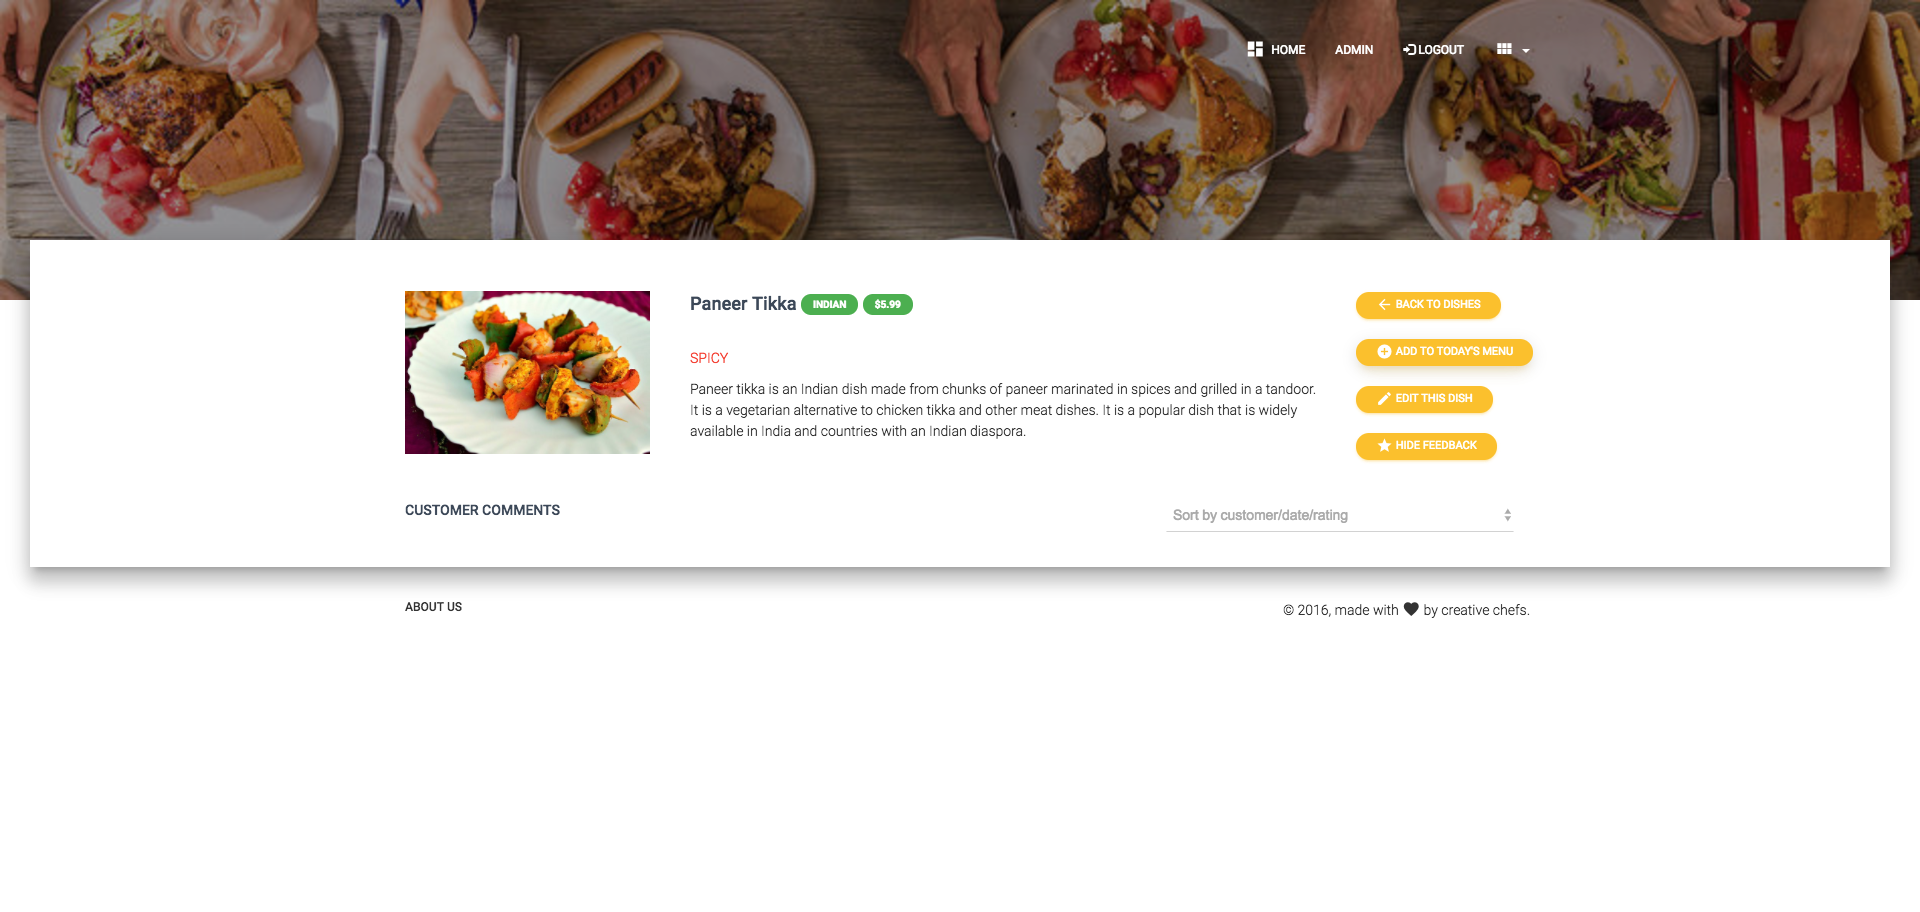 HOME ADMIN LOGOUT
Paneer Tikka INDIAN $5.99
SPICY
Paneer tikka is an Indian dish made from chunks of paneer marinated in spices and grilled in a tandoor.
It is a vegetarian alternative to chicken tikka and other meat dishes. It is a popular dish that is widely
available in India and countries with an Indian diaspora.
BACK TO DISHES
ADD TO TODAY'S MENU
EDIT THIS DISH
HIDE FEEDBACK
CUSTOMER COMMENTS
Sort by customer/date/rating
ABOUT US
© 2016, made with ♥ by creative chefs.